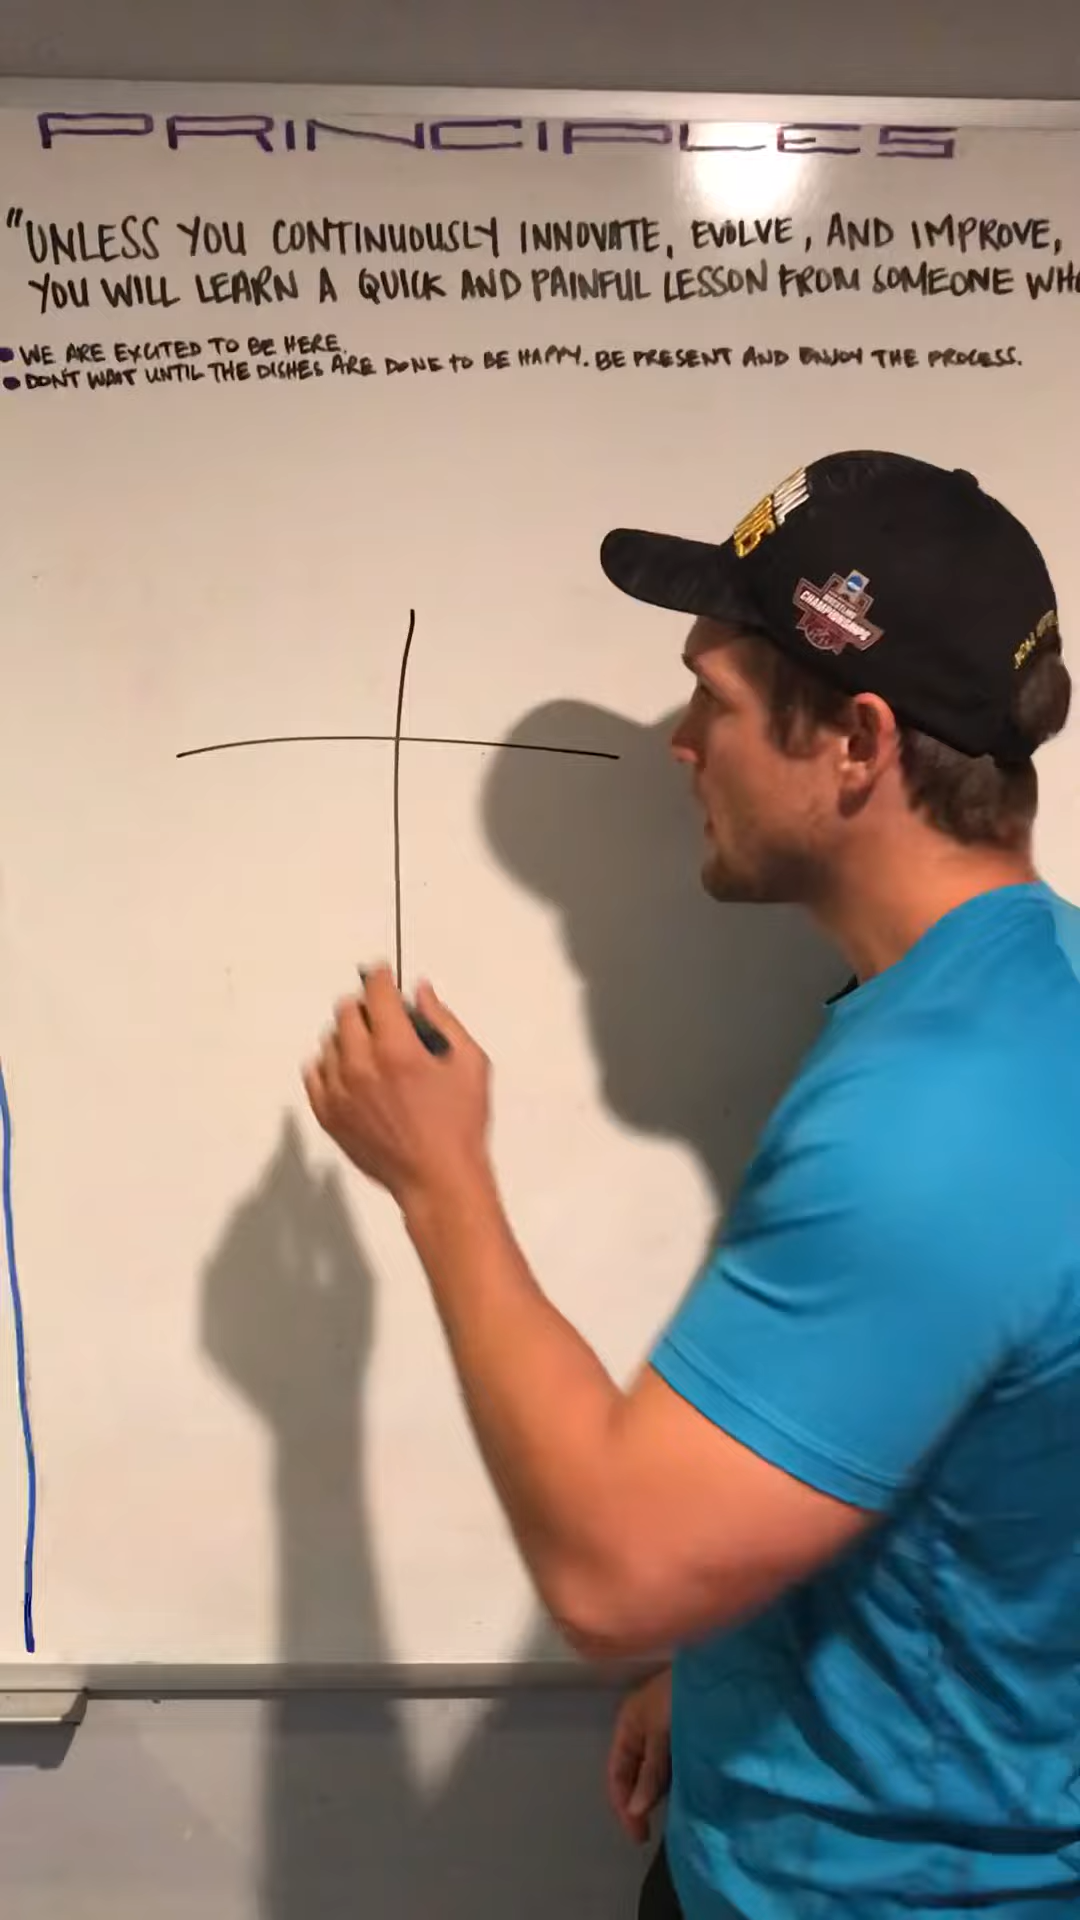 PRINCIPLES
"UNLESS YOU CONTINUOUSLY INNOVATE, EVOLVE, AND IMPROVE,
YOU WILL LEARN A QUICK AND PAINFUL LESSON FROM SOMEONE WHO
• WE ARE EXCITED TO BE HERE.
• DON'T WAIT UNTIL THE DISHES ARE DONE TO BE HAPPY. BE PRESENT AND ENJOY THE PROCESS.
WRESTLING
CHAMPIONSHIPS